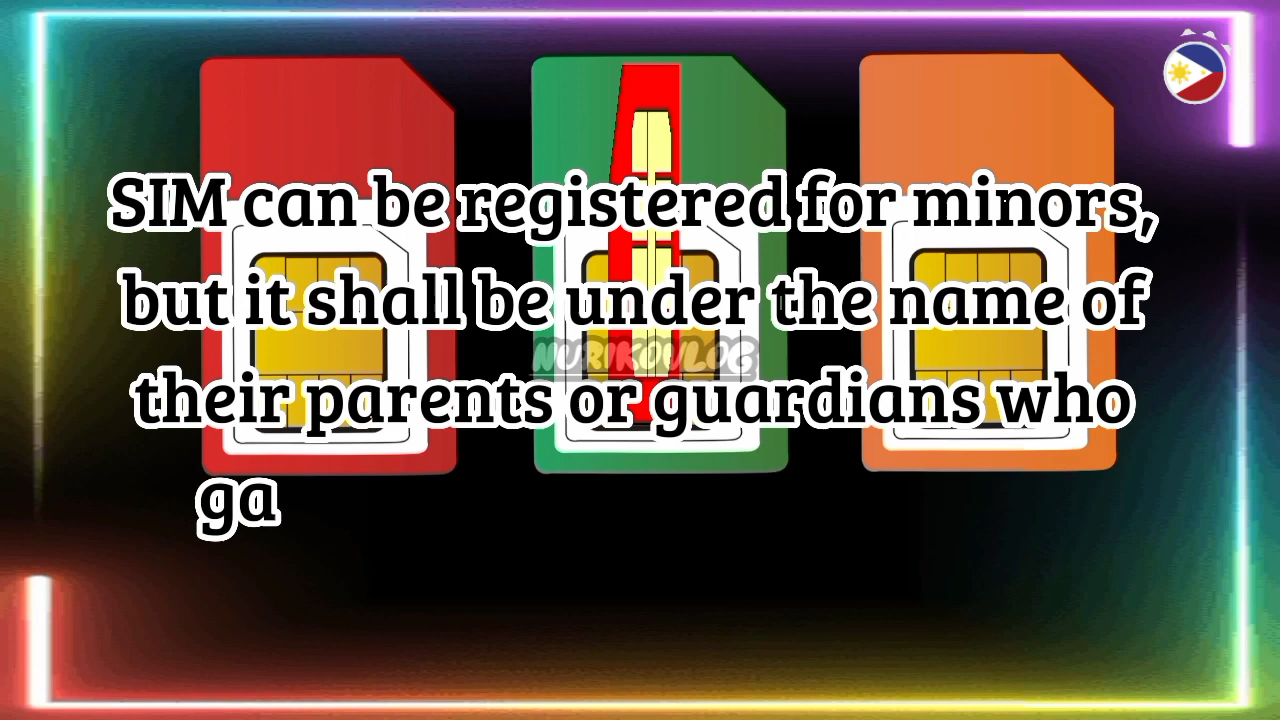 SIM can be registered for minors,
but it shall be under the name of
NURIKOVLOG
their parents or guardians who
ga